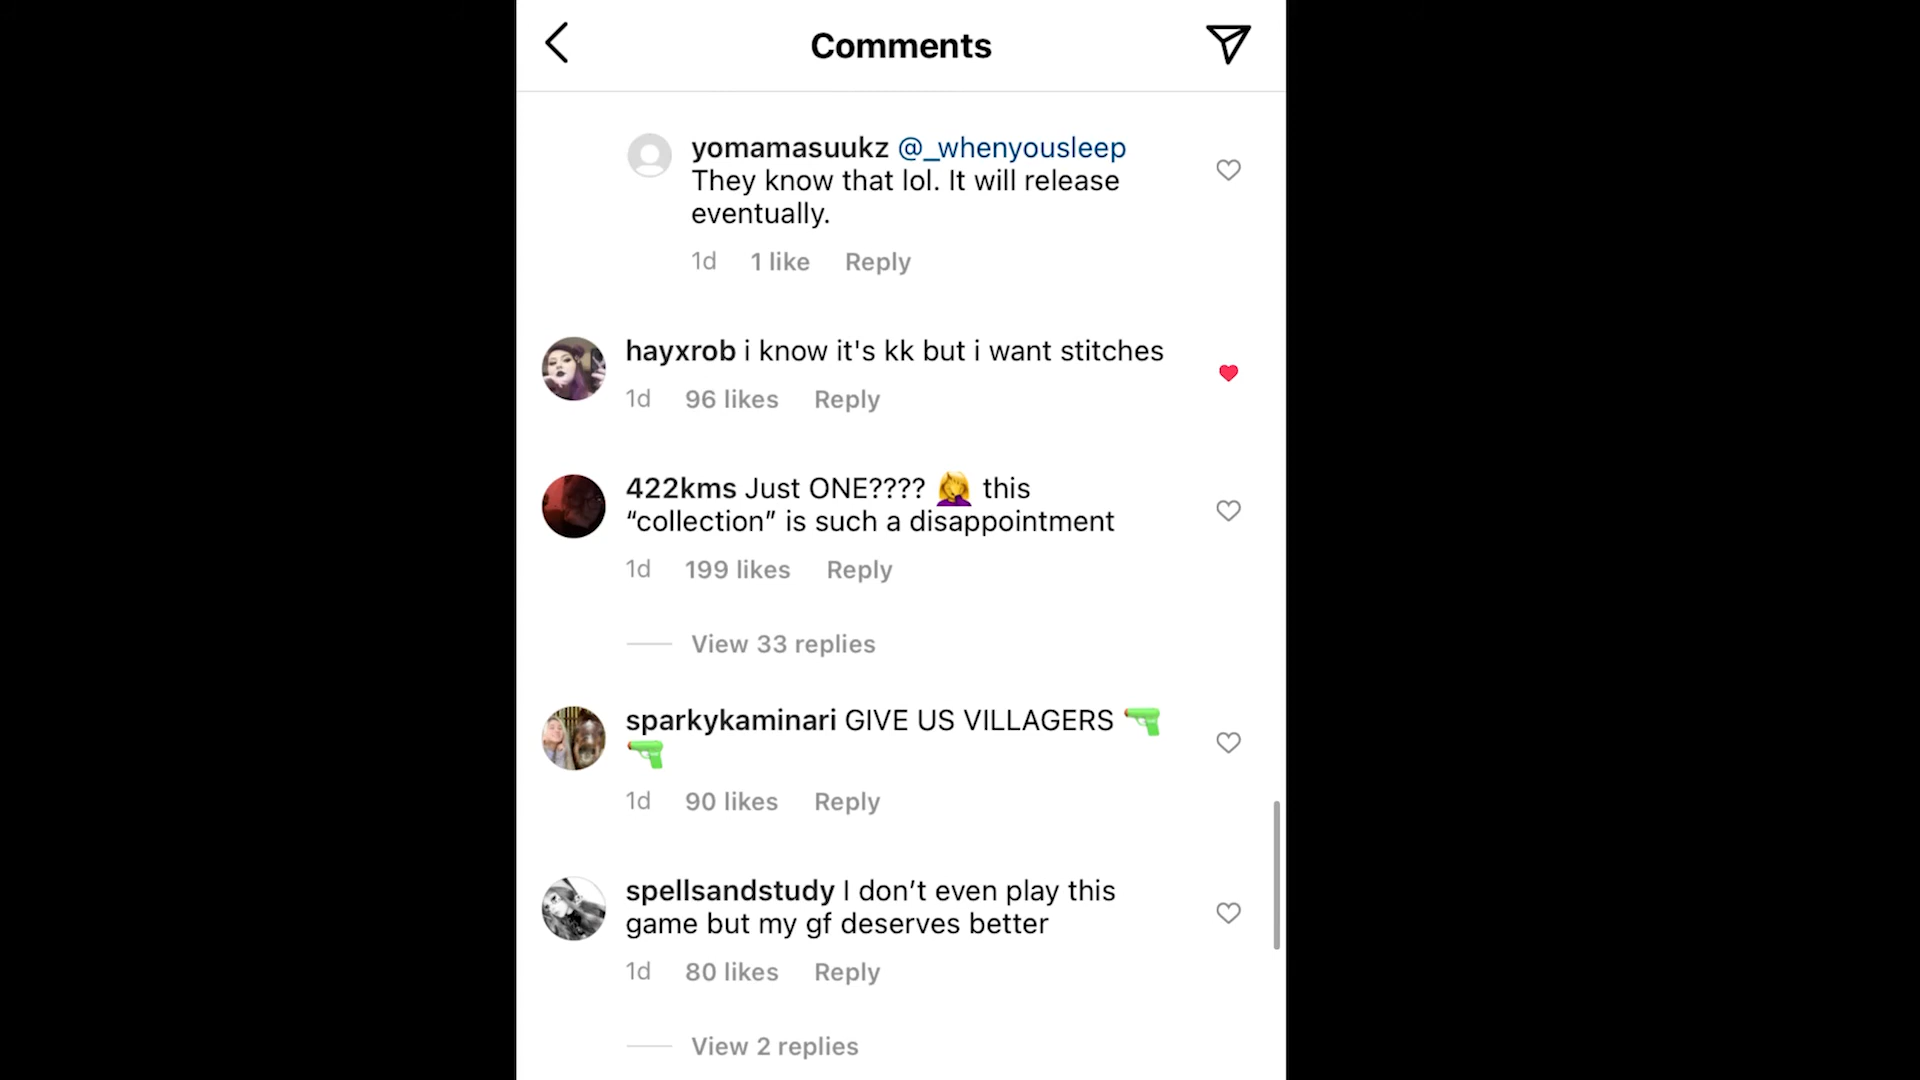 Comments
yomamasuukz @_whenyousleep
They know that lol. It will release
eventually.
1d 1 like Reply
hayxrob i know it's kk but i want stitches
1d 96 likes Reply
422kms Just ONE???? 🤦‍♀️ this
“collection” is such a disappointment
1d 199 likes Reply
View 33 replies
sparkykaminari GIVE US VILLAGERS 🔫
🔫
1d 90 likes Reply
spellsandstudy I don’t even play this
game but my gf deserves better
1d 80 likes Reply
View 2 replies